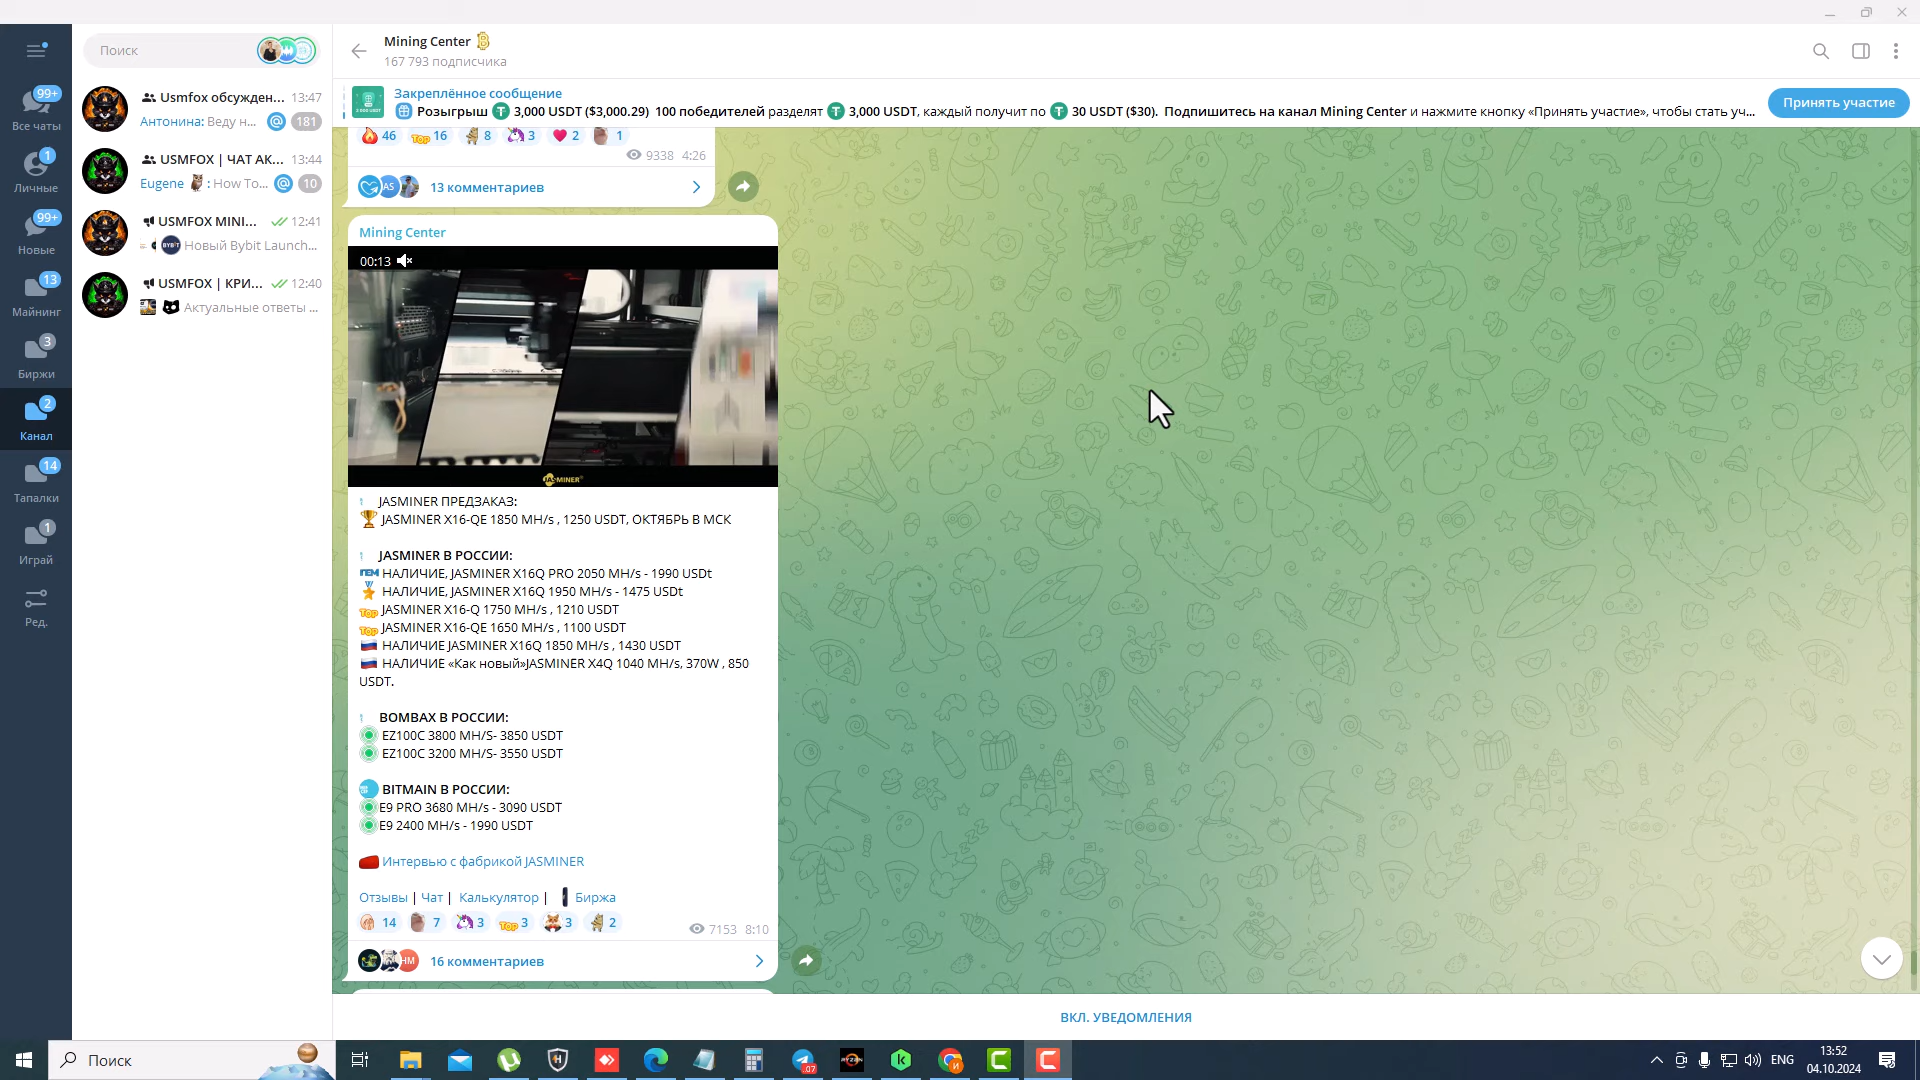 Поиск
Mining Center
167 793 подписчика
Закреплённое сообщение
Розыгрыш 3,000 USDT ($3,000.29) 100 победителей разделят 3,000 USDT, каждый получит по 30 USDT ($30). Подпишитесь на канал Mining Center и нажмите кнопку «Принять участие», чтобы стать уч...
Принять участие
99+
Все чаты
1
Личные
99+
Новые
13
Майнинг
3
Биржи
2
Канал
14
Тапалки
1
Играй
Ред.
Usmfox обсужден... 13:47
Антонина: Веду н... @ 181
USMFOX | ЧАТ АК... 13:44
Eugene : How To... @ 10
USMFOX MINI... 12:41
Новый Bybit Launch...
USMFOX | КРИ... 12:40
Актуальные ответы ...
46 16 8 3 2 1
9338 4:26
AS 13 комментариев
Mining Center
00:13
JASMINER
JASMINER ПРЕДЗАКАЗ:
JASMINER X16-QE 1850 MH/s , 1250 USDT, ОКТЯБРЬ В МСК
JASMINER В РОССИИ:
НАЛИЧИЕ, JASMINER X16Q PRO 2050 MH/s - 1990 USDt
НАЛИЧИЕ, JASMINER X16Q 1950 MH/s - 1475 USDt
TOP JASMINER X16-Q 1750 MH/s , 1210 USDT
TOP JASMINER X16-QE 1650 MH/s , 1100 USDT
НАЛИЧИЕ JASMINER X16Q 1850 MH/s , 1430 USDT
НАЛИЧИЕ «Как новый»JASMINER X4Q 1040 MH/s, 370W , 850
USDT.
BOMBAX В РОССИИ:
EZ100C 3800 MH/S- 3850 USDT
EZ100C 3200 MH/S- 3550 USDT
BITMAIN В РОССИИ:
E9 PRO 3680 MH/s - 3090 USDT
E9 2400 MH/s - 1990 USDT
Интервью с фабрикой JASMINER
Отзывы | Чат | Калькулятор | Биржа
14 7 3 TOP 3 3 2
7153 8:10
HM 16 комментариев
ВКЛ. УВЕДОМЛЕНИЯ
Поиск
ENG
13:52
04.10.2024